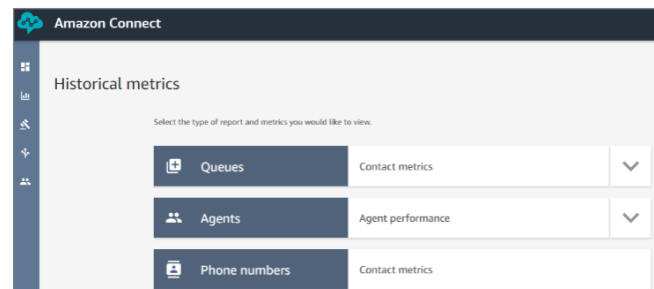 Amazon Connect
Historical metrics
Select the type of report and metrics you would like to view.
Queues Contact metrics
Agents Agent performance
Phone numbers Contact metrics